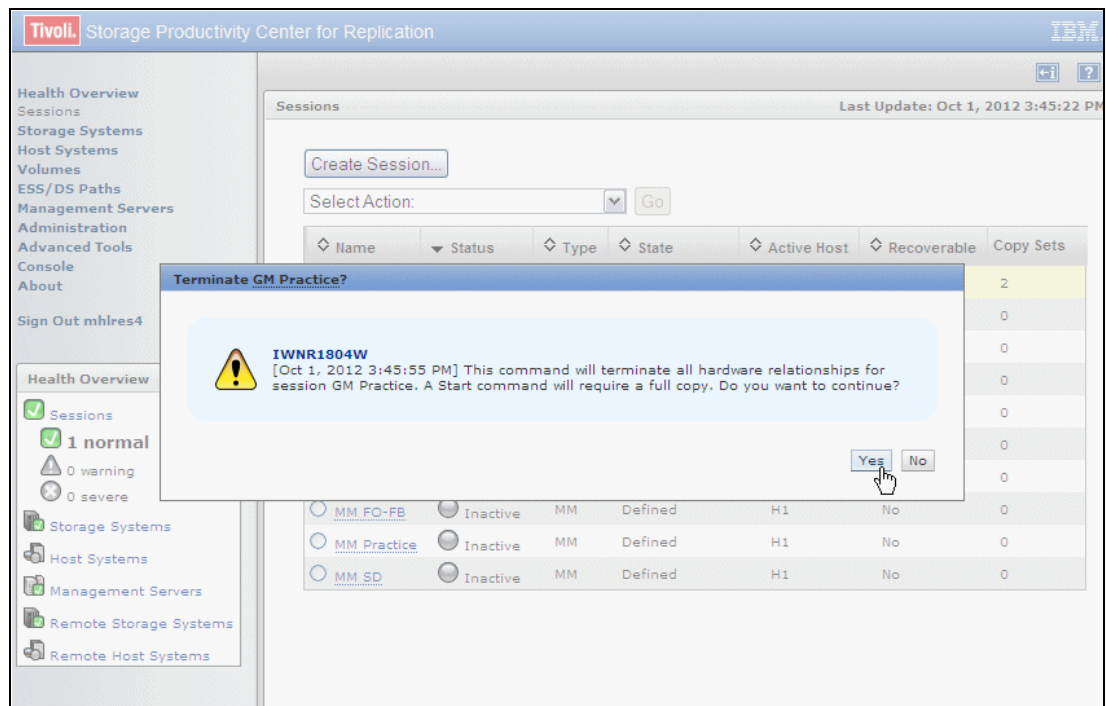 Tivoli. Storage Productivity Center for Replication IBM.
Health Overview
Sessions
Storage Systems
Host Systems
Volumes
ESS/DS Paths
Management Servers
Administration
Advanced Tools
Console
About
Sign Out mhlres4
Health Overview
Sessions
1 normal
0 warning
0 severe
Storage Systems
Host Systems
Management Servers
Remote Storage Systems
Remote Host Systems
Sessions Last Update: Oct 1, 2012 3:45:22 PM
Create Session...
Select Action: Go
Name Status Type State Active Host Recoverable Copy Sets
2
0
0
0
0
0
0
MM FO-FB Inactive MM Defined H1 No 0
MM Practice Inactive MM Defined H1 No 0
MM SD Inactive MM Defined H1 No 0
Terminate GM Practice?
IWNR1804W
[Oct 1, 2012 3:45:55 PM] This command will terminate all hardware relationships for
session GM Practice. A Start command will require a full copy. Do you want to continue?
Yes No